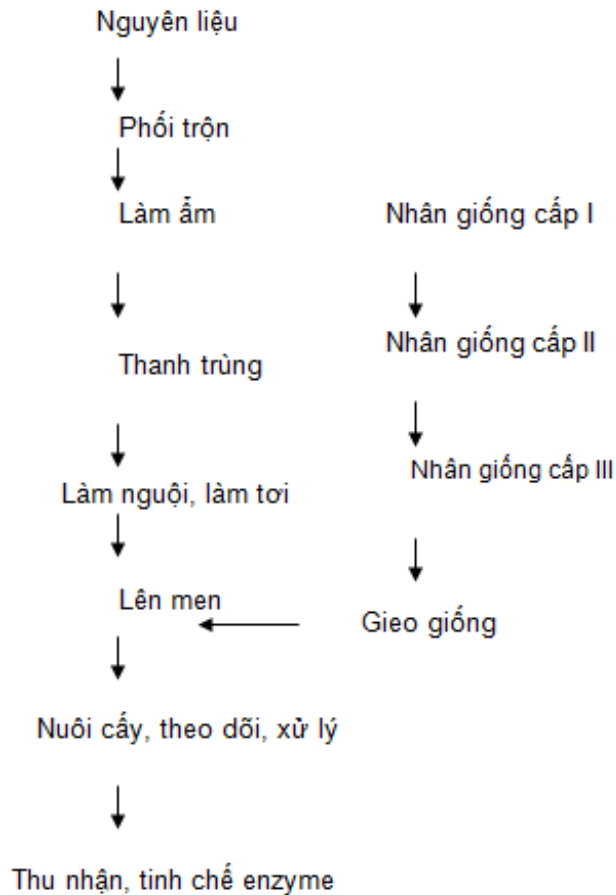 Nguyên liệu
Phối trộn
Làm ẩm
Nhân giống cấp I
Nhân giống cấp II
Thanh trùng
Nhân giống cấp III
Làm nguội, làm tơi
Lên men
Gieo giống
Nuôi cấy, theo dõi, xử lý
Thu nhận, tinh chế enzyme